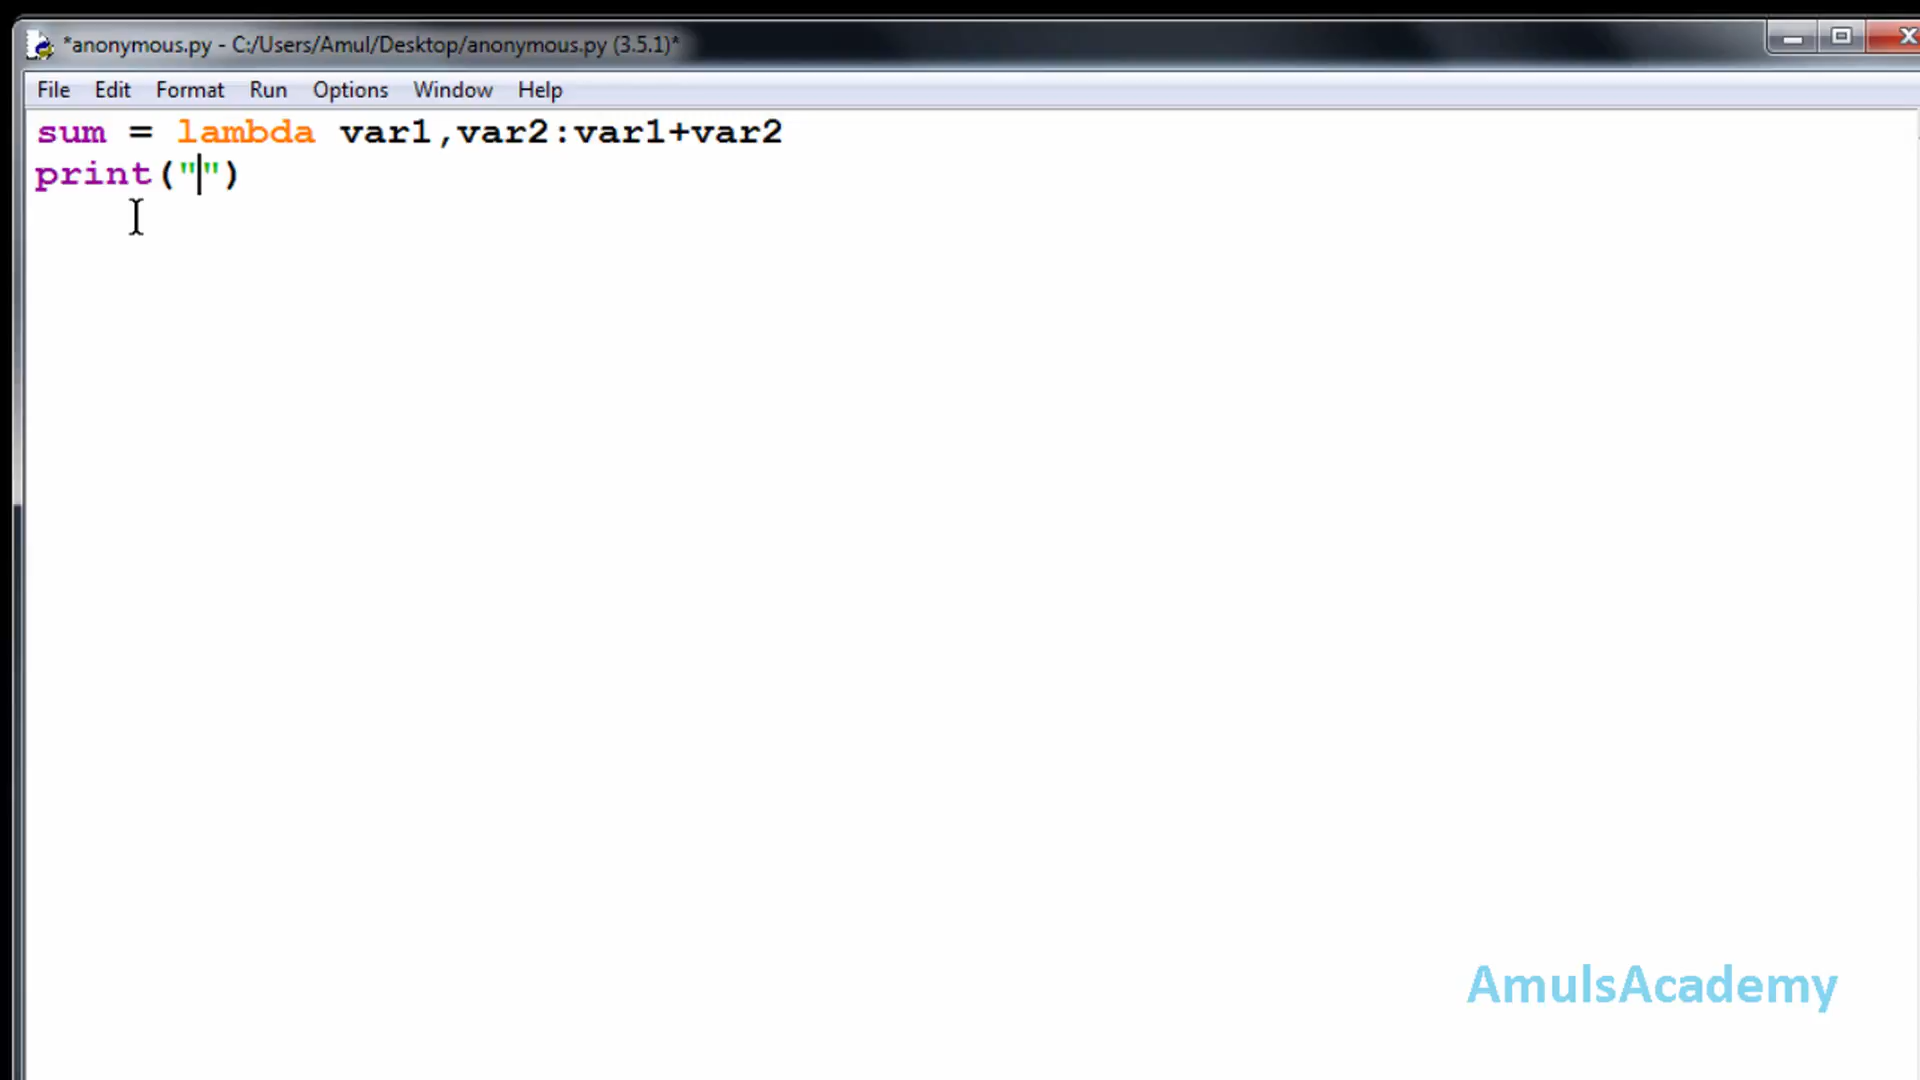 *anonymous.py - C:/Users/Amul/Desktop/anonymous.py (3.5.1)*
File Edit Format Run Options Window Help
sum = lambda var1,var2:var1+var2
print("")
AmulsAcademy